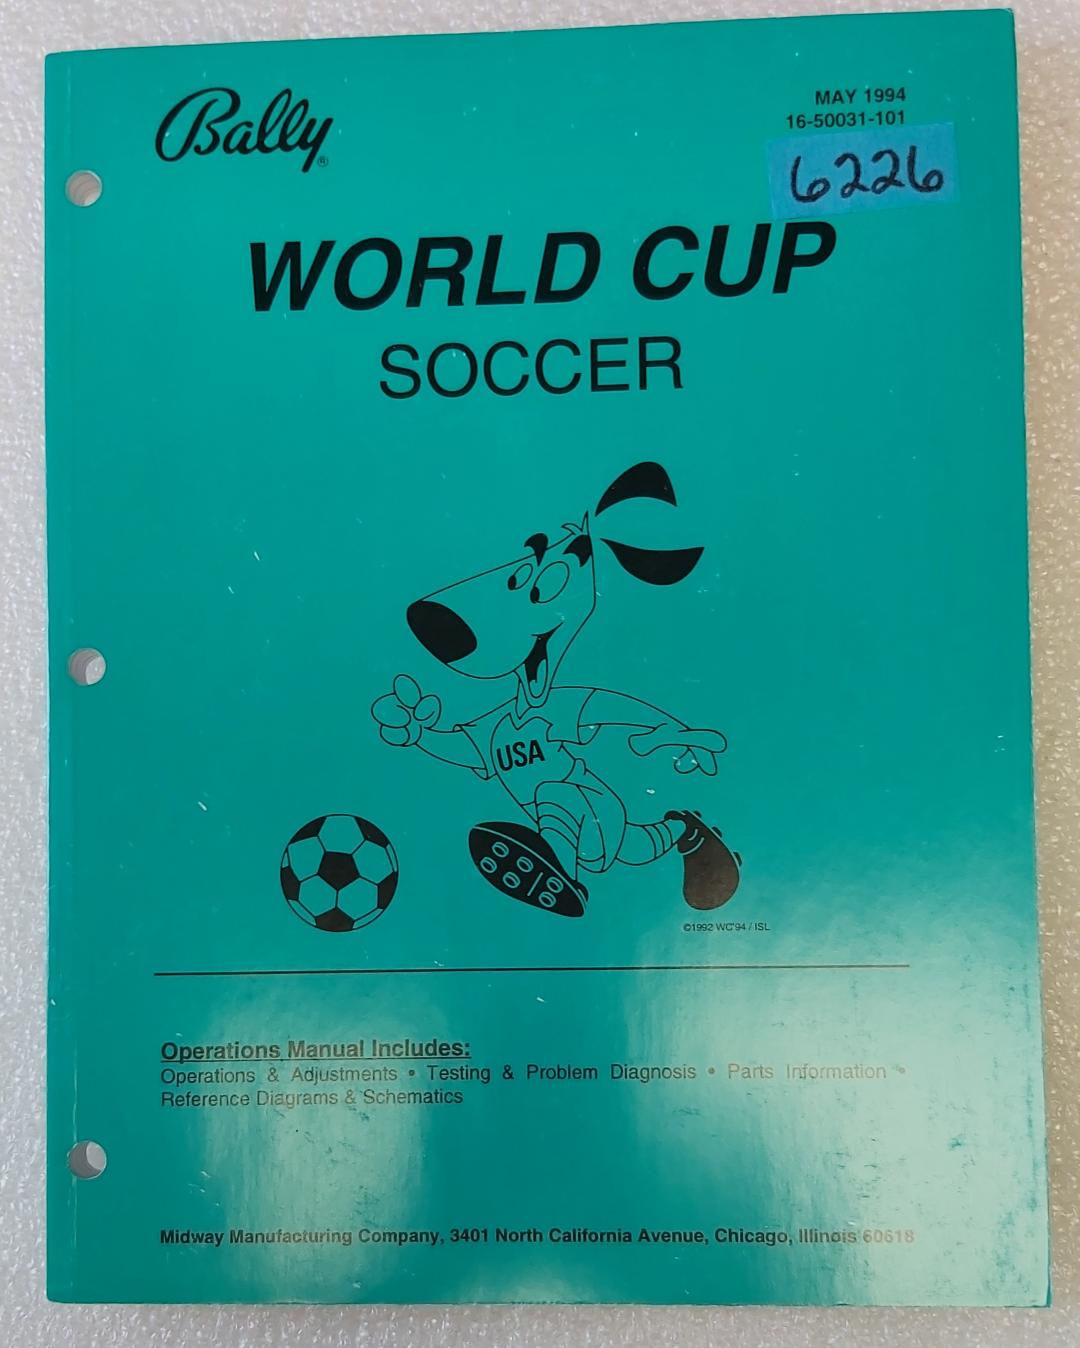 Bally®
MAY 1994
16-50031-101
6226
WORLD CUP
SOCCER
USA
©1992 WC'94 / ISL
Operations Manual Includes:
Operations & Adjustments • Testing & Problem Diagnosis • Parts Information •
Reference Diagrams & Schematics
Midway Manufacturing Company, 3401 North California Avenue, Chicago, Illinois 60618